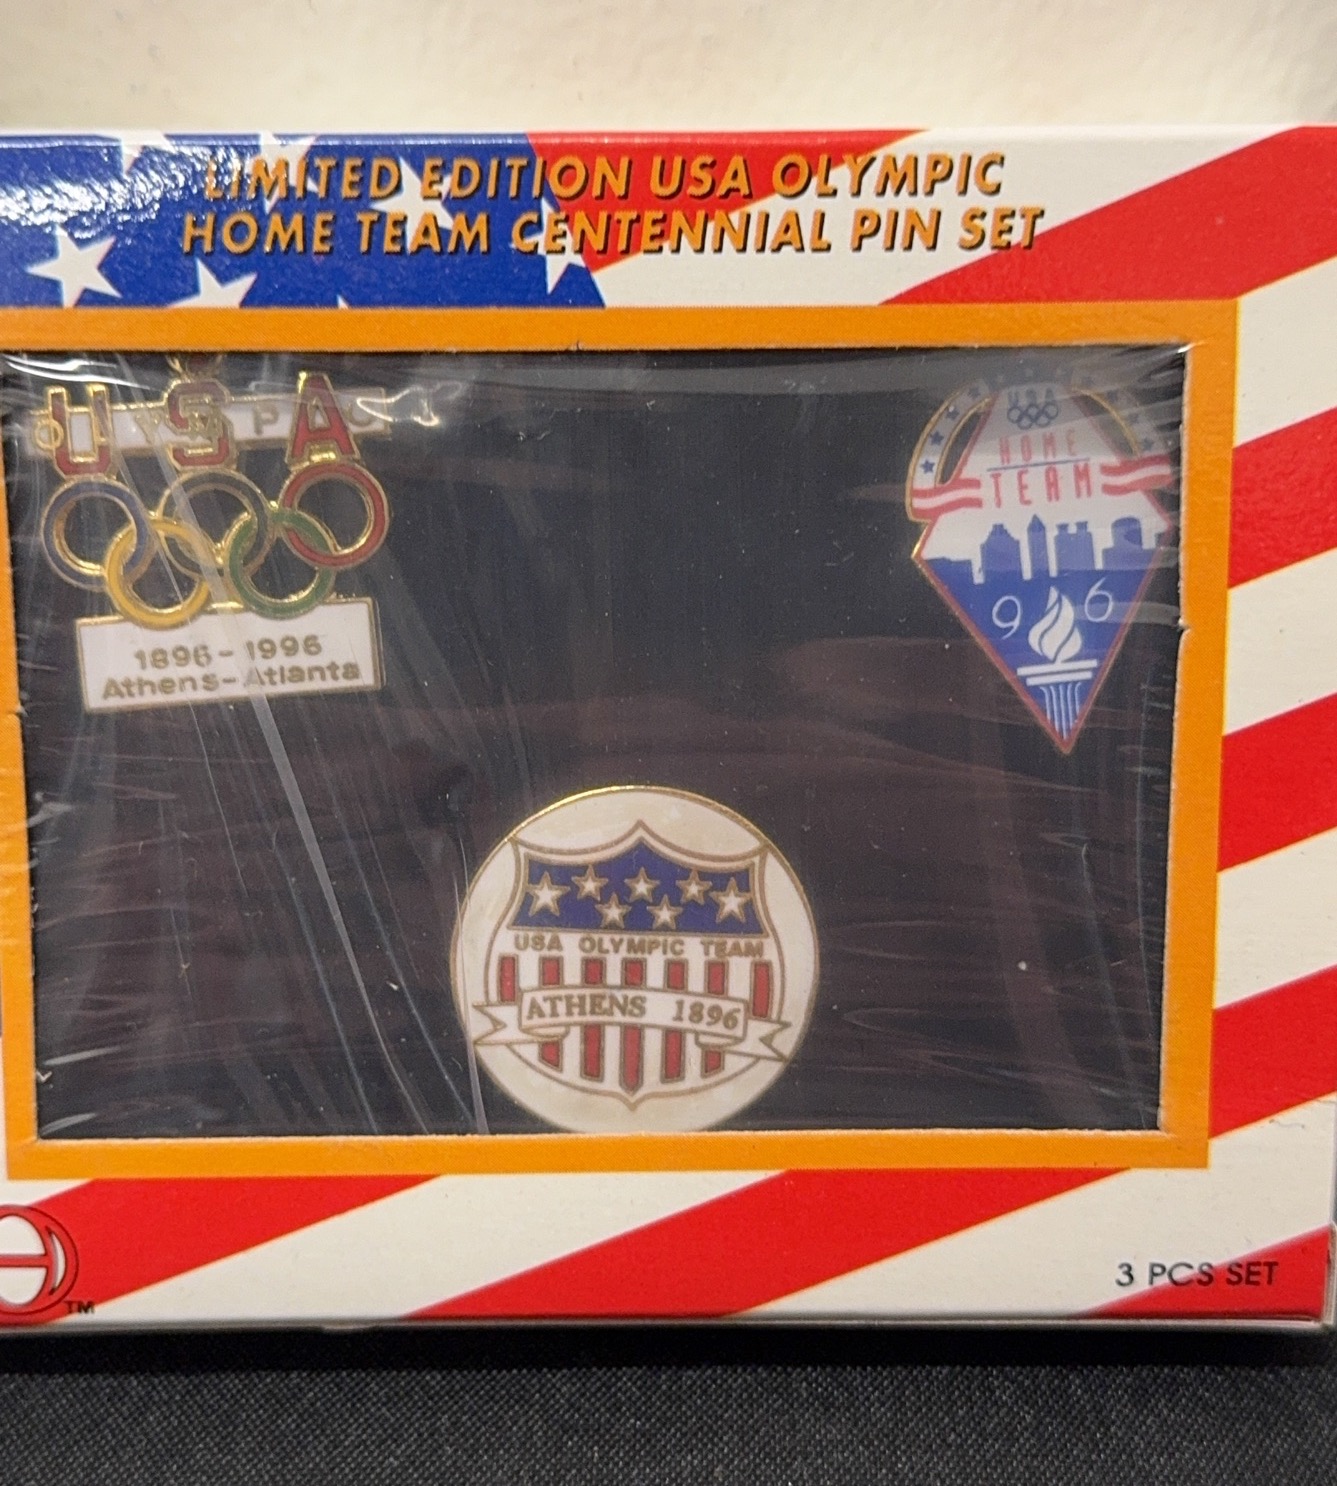 LIMITED EDITION USA OLYMPIC
HOME TEAM CENTENNIAL PIN SET
USA
1896-1996
Athens-Atlanta
USA
HOME
TEAM
96
USA OLYMPIC TEAM
ATHENS 1896
TM
3 PCS SET